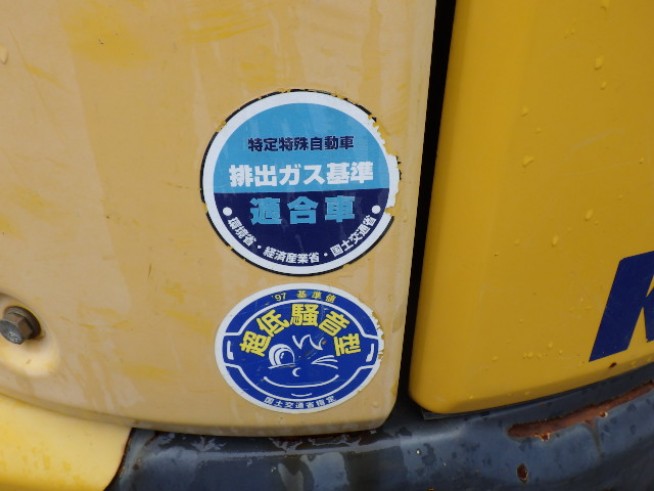 特定特殊自動車
排出ガス基準
適合車
• 環境省・経済産業省・国土交通省 •
'97 基準値
超低騒音型
国土交通省指定
K